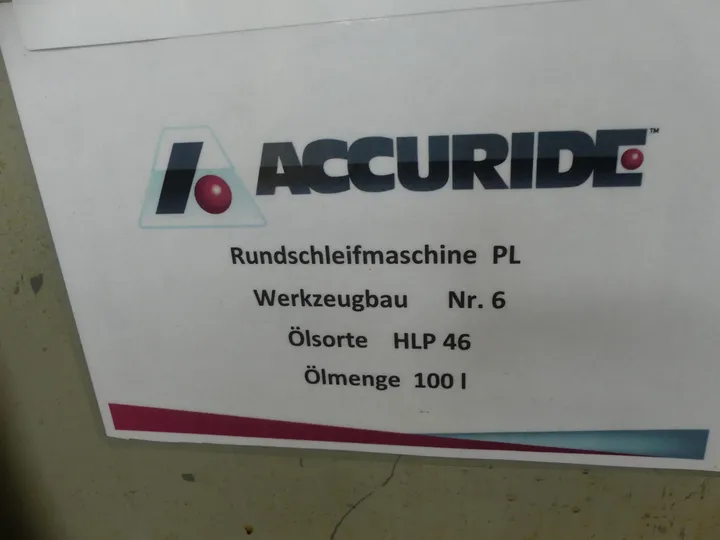 ACCURIDE™
Rundschleifmaschine PL
Werkzeugbau Nr. 6
Ölsorte HLP 46
Ölmenge 100 l